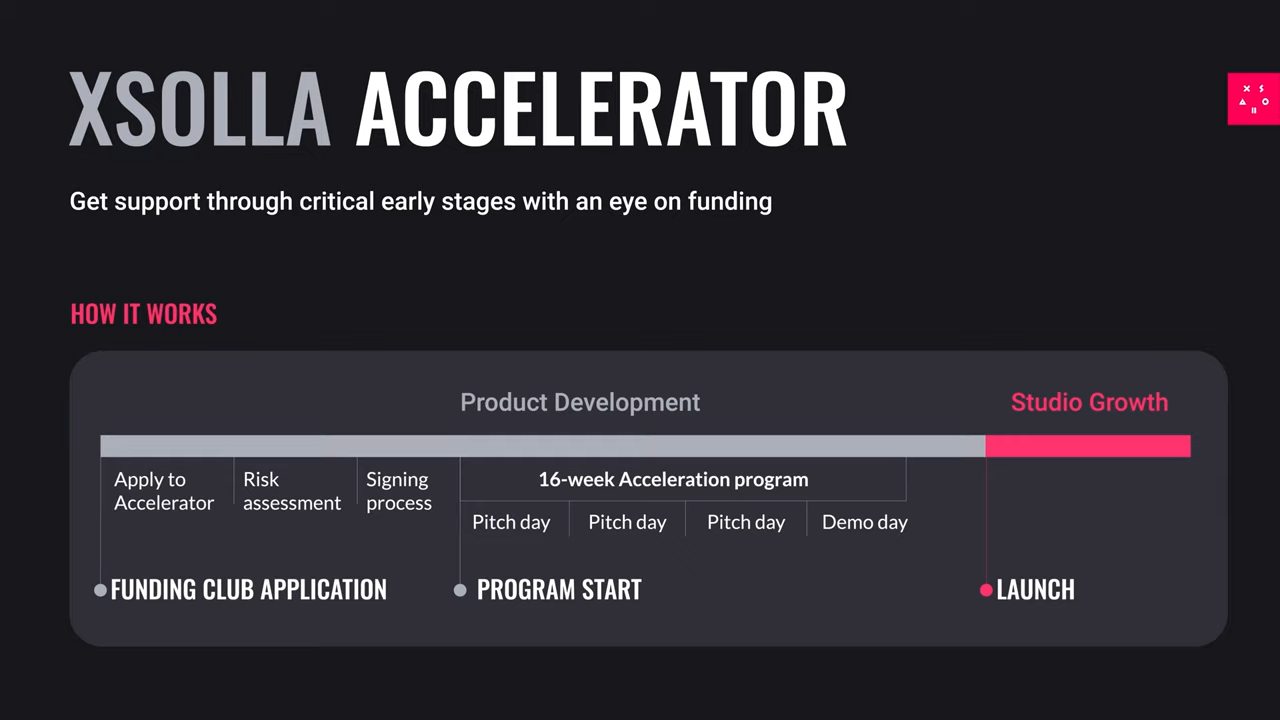 XSOLLA ACCELERATOR
Get support through critical early stages with an eye on funding
HOW IT WORKS
Product Development
Studio Growth
Apply to
Accelerator
Risk
assessment
Signing
process
16-week Acceleration program
Pitch day
Pitch day
Pitch day
Demo day
FUNDING CLUB APPLICATION
PROGRAM START
LAUNCH